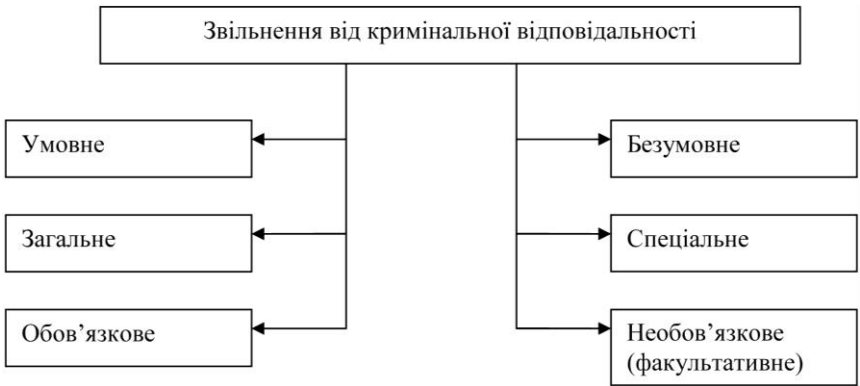 Звільнення від кримінальної відповідальності
Умовне
Безумовне
Загальне
Спеціальне
Обов’язкове
Необов’язкове
(факультативне)